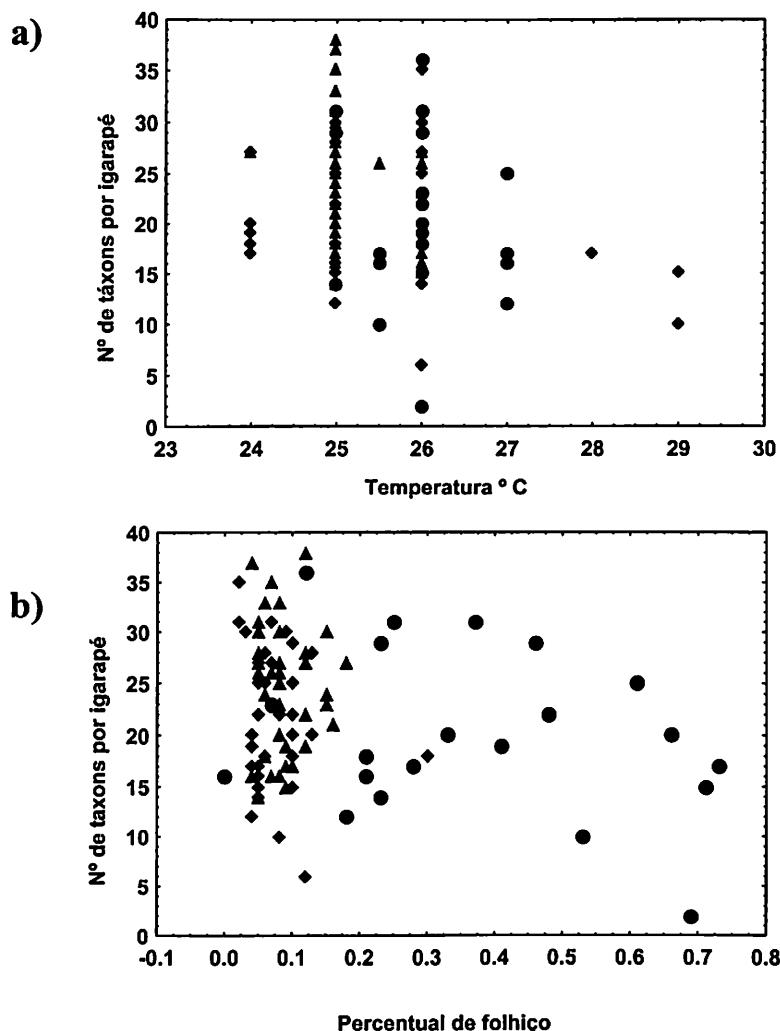 a)
40
35
30
25
20
15
10
5
0
Nº de táxons por igarapé
23 24 25 26 27 28 29 30
Temperatura º C
b)
40
35
30
25
20
15
10
5
0
Nº de taxons por igarapé
-0.1 0.0 0.1 0.2 0.3 0.4 0.5 0.6 0.7 0.8
Percentual de folhico